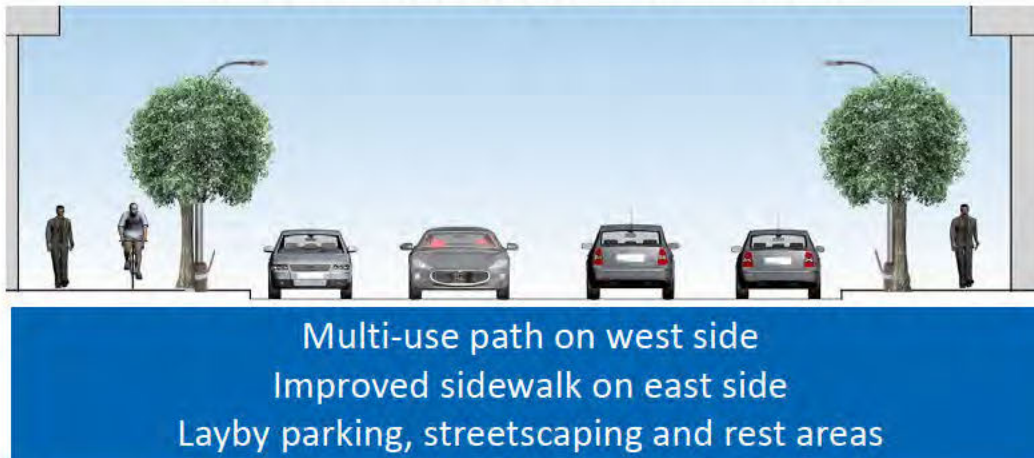 Multi-use path on west side
Improved sidewalk on east side
Layby parking, streetscaping and rest areas